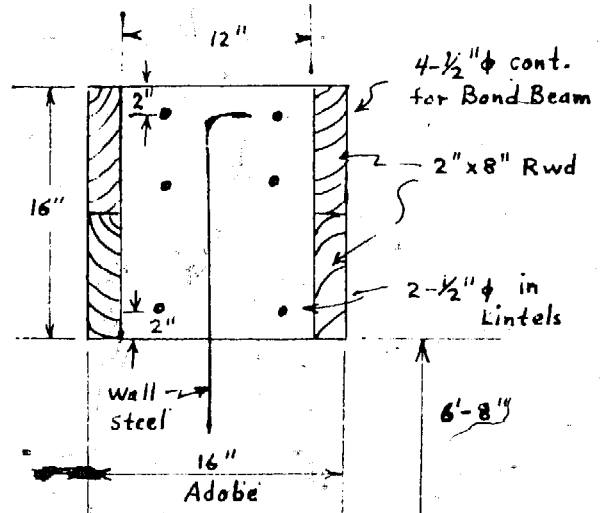 12"
4-½"φ cont.
for Bond Beam
2"
2"x8" Rwd
16"
2-½"φ in
Lintels
2"
Wall
steel
6'-8"
16"
Adobe